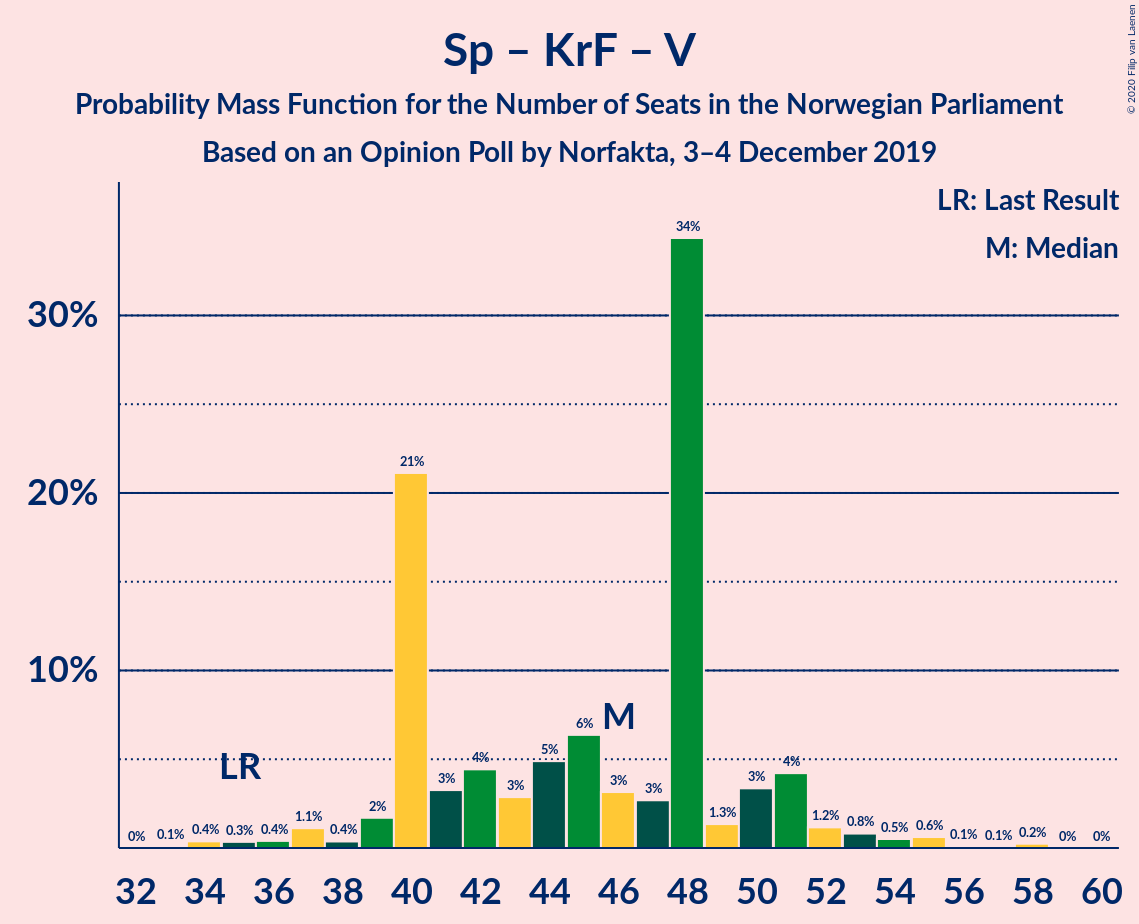 Sp – KrF – V
Probability Mass Function for the Number of Seats in the Norwegian Parliament
Based on an Opinion Poll by Norfakta, 3–4 December 2019
© 2020 Filip van Laenen
LR: Last Result
M: Median
34%
30%
21%
20%
10%
M
6%
5%
4%
4%
LR
3%
3%
3%
3%
3%
3%
2%
1.3%
1.2%
1.1%
0.8%
0.6%
0.5%
0% 0.1% 0.4% 0.3% 0.4% 0.4% 0.1% 0.1% 0.2% 0% 0%
32 34 36 38 40 42 44 46 48 50 52 54 56 58 60